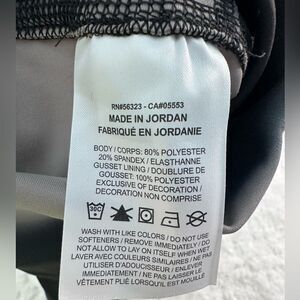 RN#56323 - CA#05553
MADE IN JORDAN
FABRIQUÉ EN JORDANIE
BODY / CORPS: 80% POLYESTER
20% SPANDEX / ELASTHANNE
GUSSET LINING / DOUBLURE DE
GOUSSET: 100% POLYESTER
EXCLUSIVE OF DECORATION /
DECORATION NON COMPRISE
30°
WASH WITH LIKE COLORS / DO NOT USE
SOFTENERS / REMOVE IMMEDIATELY / DO
NOT ALLOW TO LAY ON ITSELF WHEN WET
LAVER AVEC COULEURS SIMILAIRES / NE PAS
UTILISER D'ADOUCISSEUR / ENLEVER
IMMEDIATEMENT / NE PAS LAISSER LE
VÊTEMENT PLIÉ LORSQU'IL EST MOUILLÉ